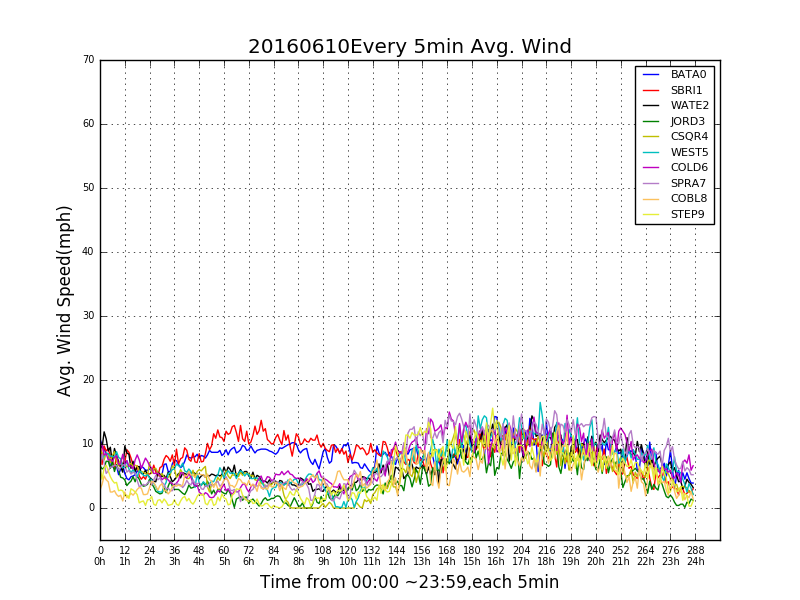 20160610Every 5min Avg. Wind
70
60
50
40
30
20
10
0
Avg. Wind Speed(mph)
BATA0
SBRI1
WATE2
JORD3
CSQR4
WEST5
COLD6
SPRA7
COBL8
STEP9
0 12 24 36 48 60 72 84 96 108 120 132 144 156 168 180 192 204 216 228 240 252 264 276 288
0h 1h 2h 3h 4h 5h 6h 7h 8h 9h 10h 11h 12h 13h 14h 15h 16h 17h 18h 19h 20h 21h 22h 23h 24h
Time from 00:00 ~23:59,each 5min